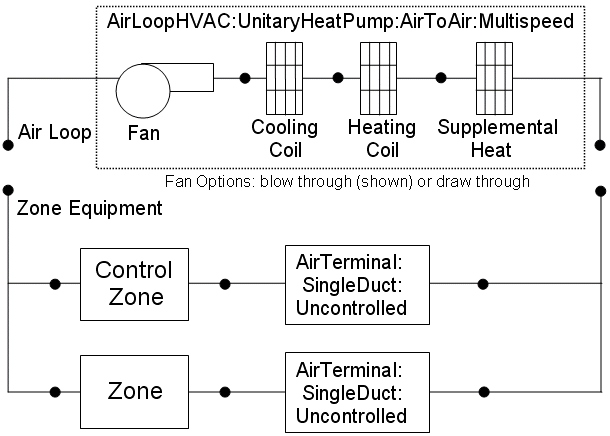 AirLoopHVAC:UnitaryHeatPump:AirToAir:Multispeed
Air Loop
Fan
Cooling
Coil
Heating
Coil
Supplemental
Heat
Fan Options: blow through (shown) or draw through
Zone Equipment
Control
Zone
AirTerminal:
SingleDuct:
Uncontrolled
Zone
AirTerminal:
SingleDuct:
Uncontrolled